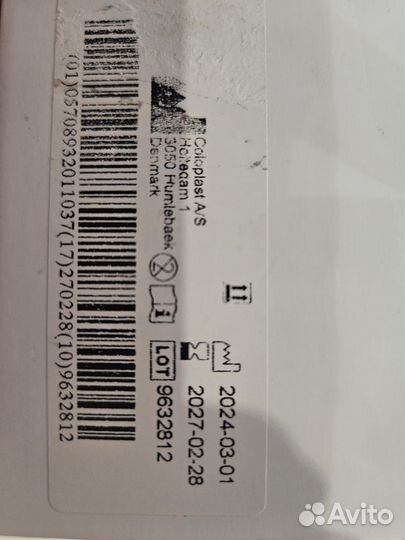 Coloplast A/S
Holtedam 1
3050 Humlebaek
Denmark
2024-03-01
2027-02-28
LOT 9632812
(01)05708932011037(17)270228(10)9632812
Avito